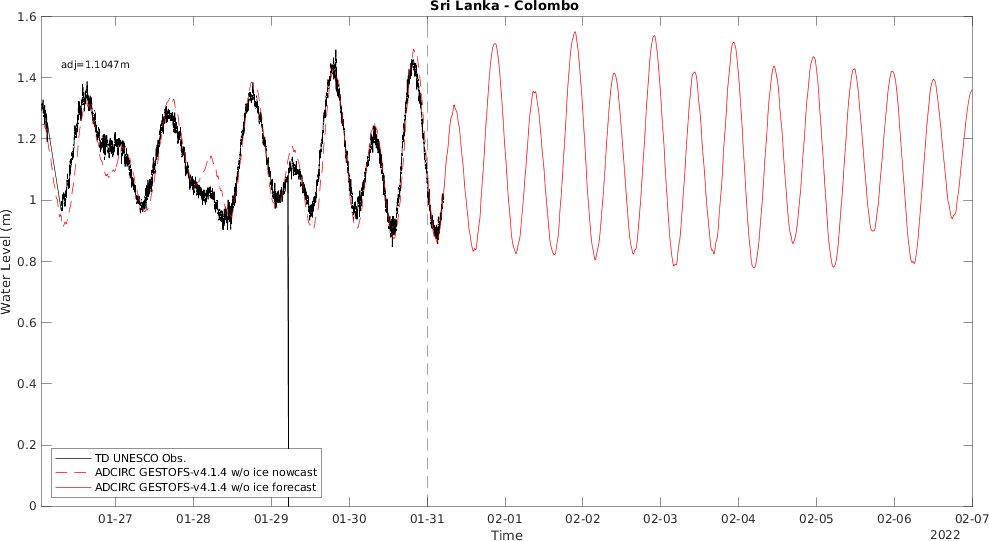 Sri Lanka - Colombo
adj=1.1047m
Water Level (m)
1.6
1.4
1.2
1
0.8
0.6
0.4
0.2
0
TD UNESCO Obs.
ADCIRC GESTOFS-v4.1.4 w/o ice nowcast
ADCIRC GESTOFS-v4.1.4 w/o ice forecast
01-27 01-28 01-29 01-30 01-31 02-01 02-02 02-03 02-04 02-05 02-06 02-07
Time
2022